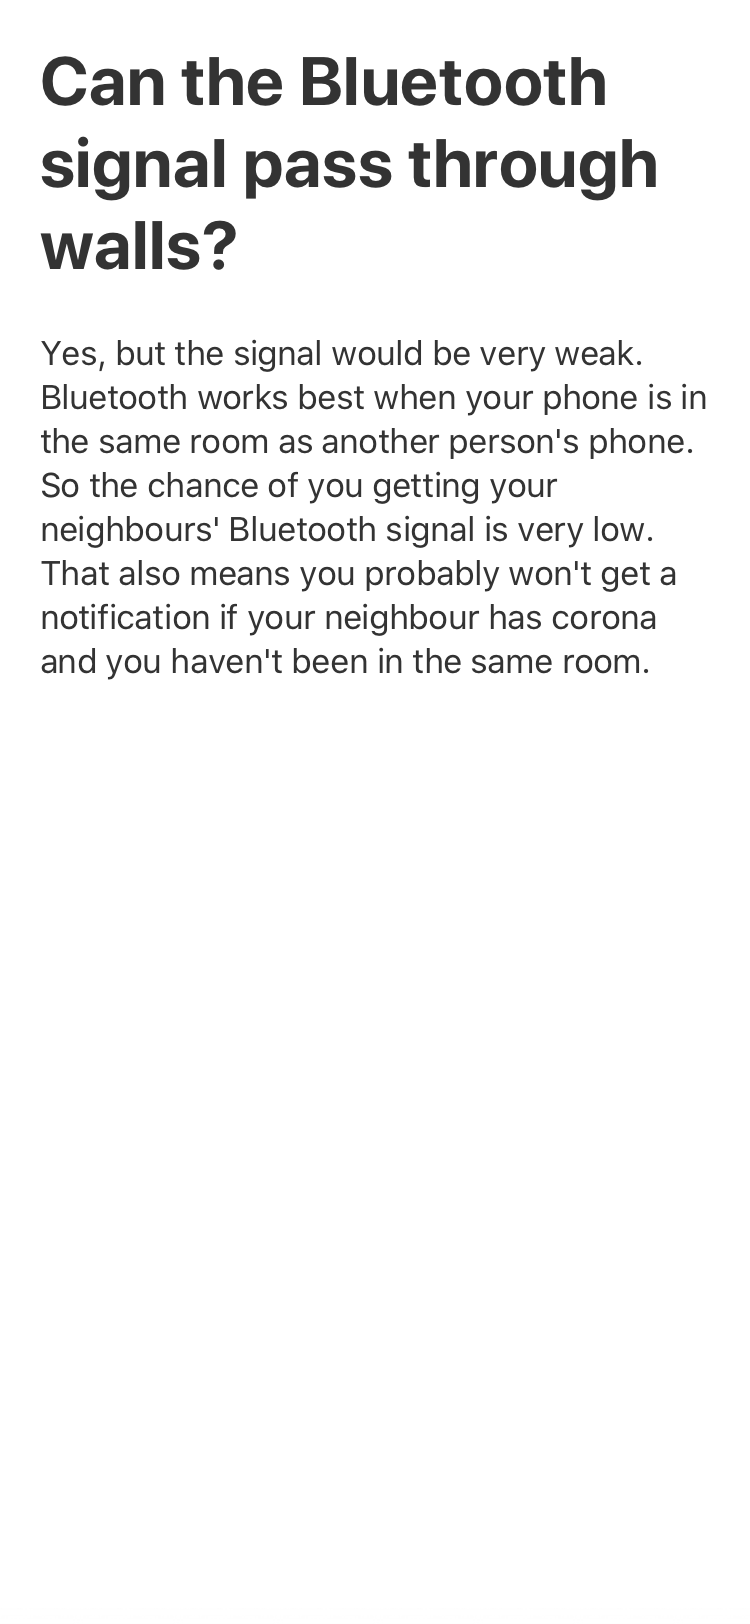 Can the Bluetooth
signal pass through
walls?
Yes, but the signal would be very weak.
Bluetooth works best when your phone is in
the same room as another person's phone.
So the chance of you getting your
neighbours' Bluetooth signal is very low.
That also means you probably won't get a
notification if your neighbour has corona
and you haven't been in the same room.